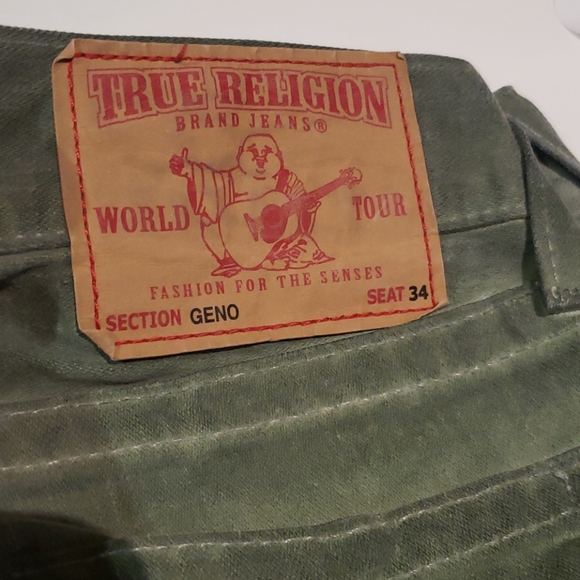 TRUE RELIGION
BRAND JEANS®
WORLD TOUR
FASHION FOR THE SENSES
SECTION GENO SEAT 34